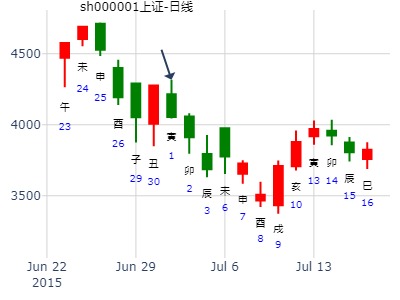 sh000001上证-日线
4500
4000
3500
午
23
未
24
申
25
酉
26
子
29
丑
30
寅
1
卯
2
辰
3
未
6
申
7
酉
8
戌
9
亥
10
寅
13
卯
14
辰
15
巳
16
Jun 22
2015
Jun 29
Jul 6
Jul 13